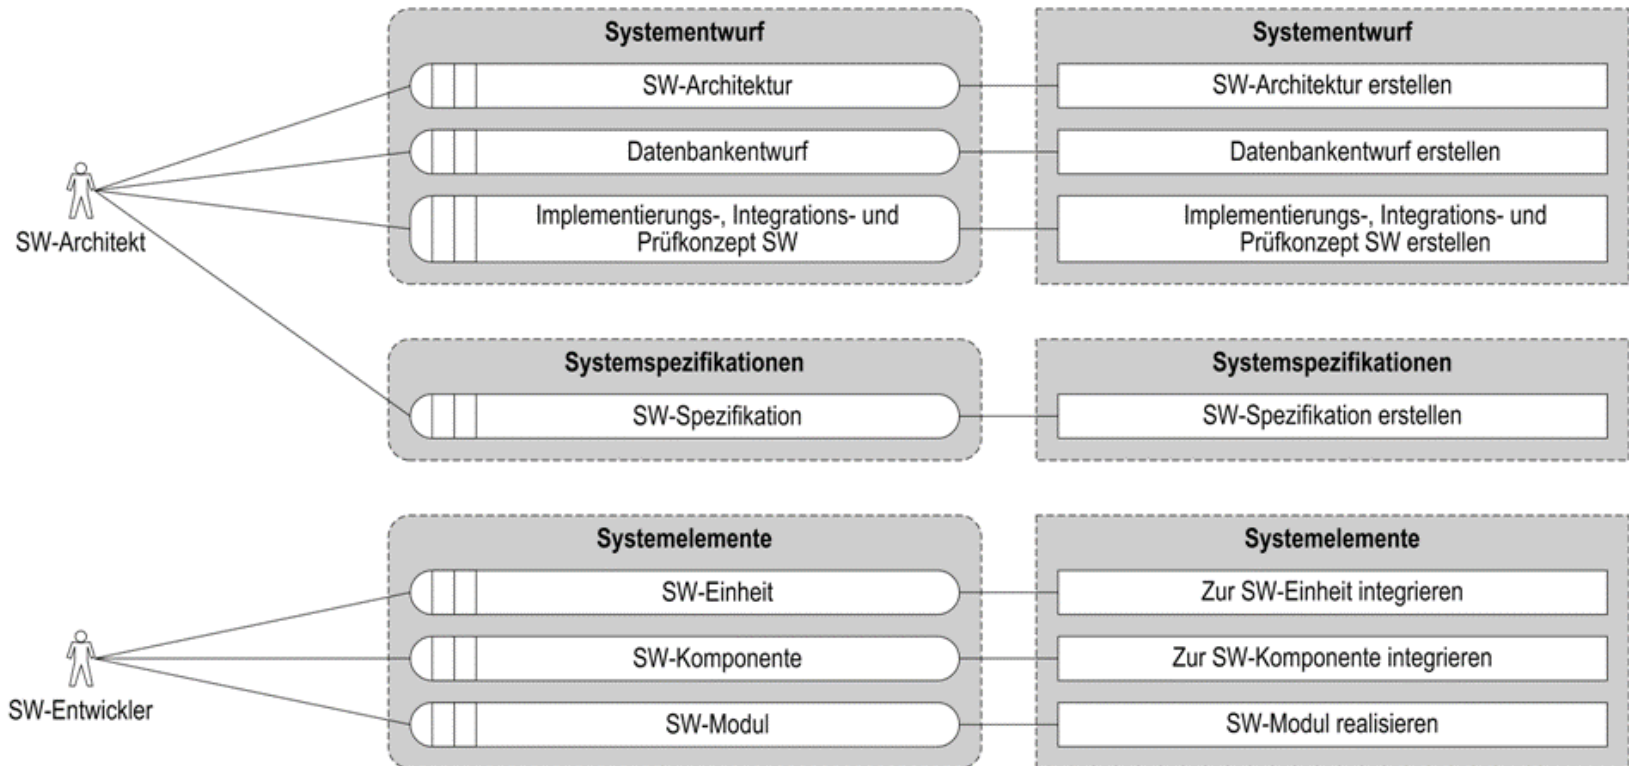 Systementwurf
SW-Architektur
Datenbankentwurf
Implementierungs-, Integrations- und
Prüfkonzept SW
Systementwurf
SW-Architektur erstellen
Datenbankentwurf erstellen
Implementierungs-, Integrations- und
Prüfkonzept SW erstellen
SW-Architekt
Systemspezifikationen
SW-Spezifikation
Systemspezifikationen
SW-Spezifikation erstellen
Systemelemente
SW-Einheit
SW-Komponente
SW-Modul
Systemelemente
Zur SW-Einheit integrieren
Zur SW-Komponente integrieren
SW-Modul realisieren
SW-Entwickler